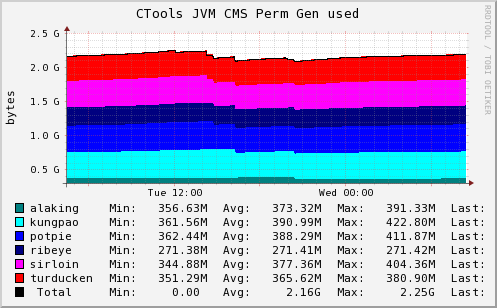 CTools JVM CMS Perm Gen used
RRDTOOL / TOBI OETIKER
2.5 G
2.0 G
1.5 G
1.0 G
0.5 G
bytes
Tue 12:00 Wed 00:00
alaking Min: 356.63M Avg: 373.32M Max: 391.33M Last:
kungpao Min: 361.56M Avg: 390.99M Max: 422.80M Last:
potpie Min: 362.44M Avg: 388.29M Max: 411.87M Last:
ribeye Min: 271.38M Avg: 271.41M Max: 271.42M Last:
sirloin Min: 344.88M Avg: 377.36M Max: 404.36M Last:
turducken Min: 351.29M Avg: 365.62M Max: 380.90M Last:
Total Min: 0.00 Avg: 2.16G Max: 2.25G Last: